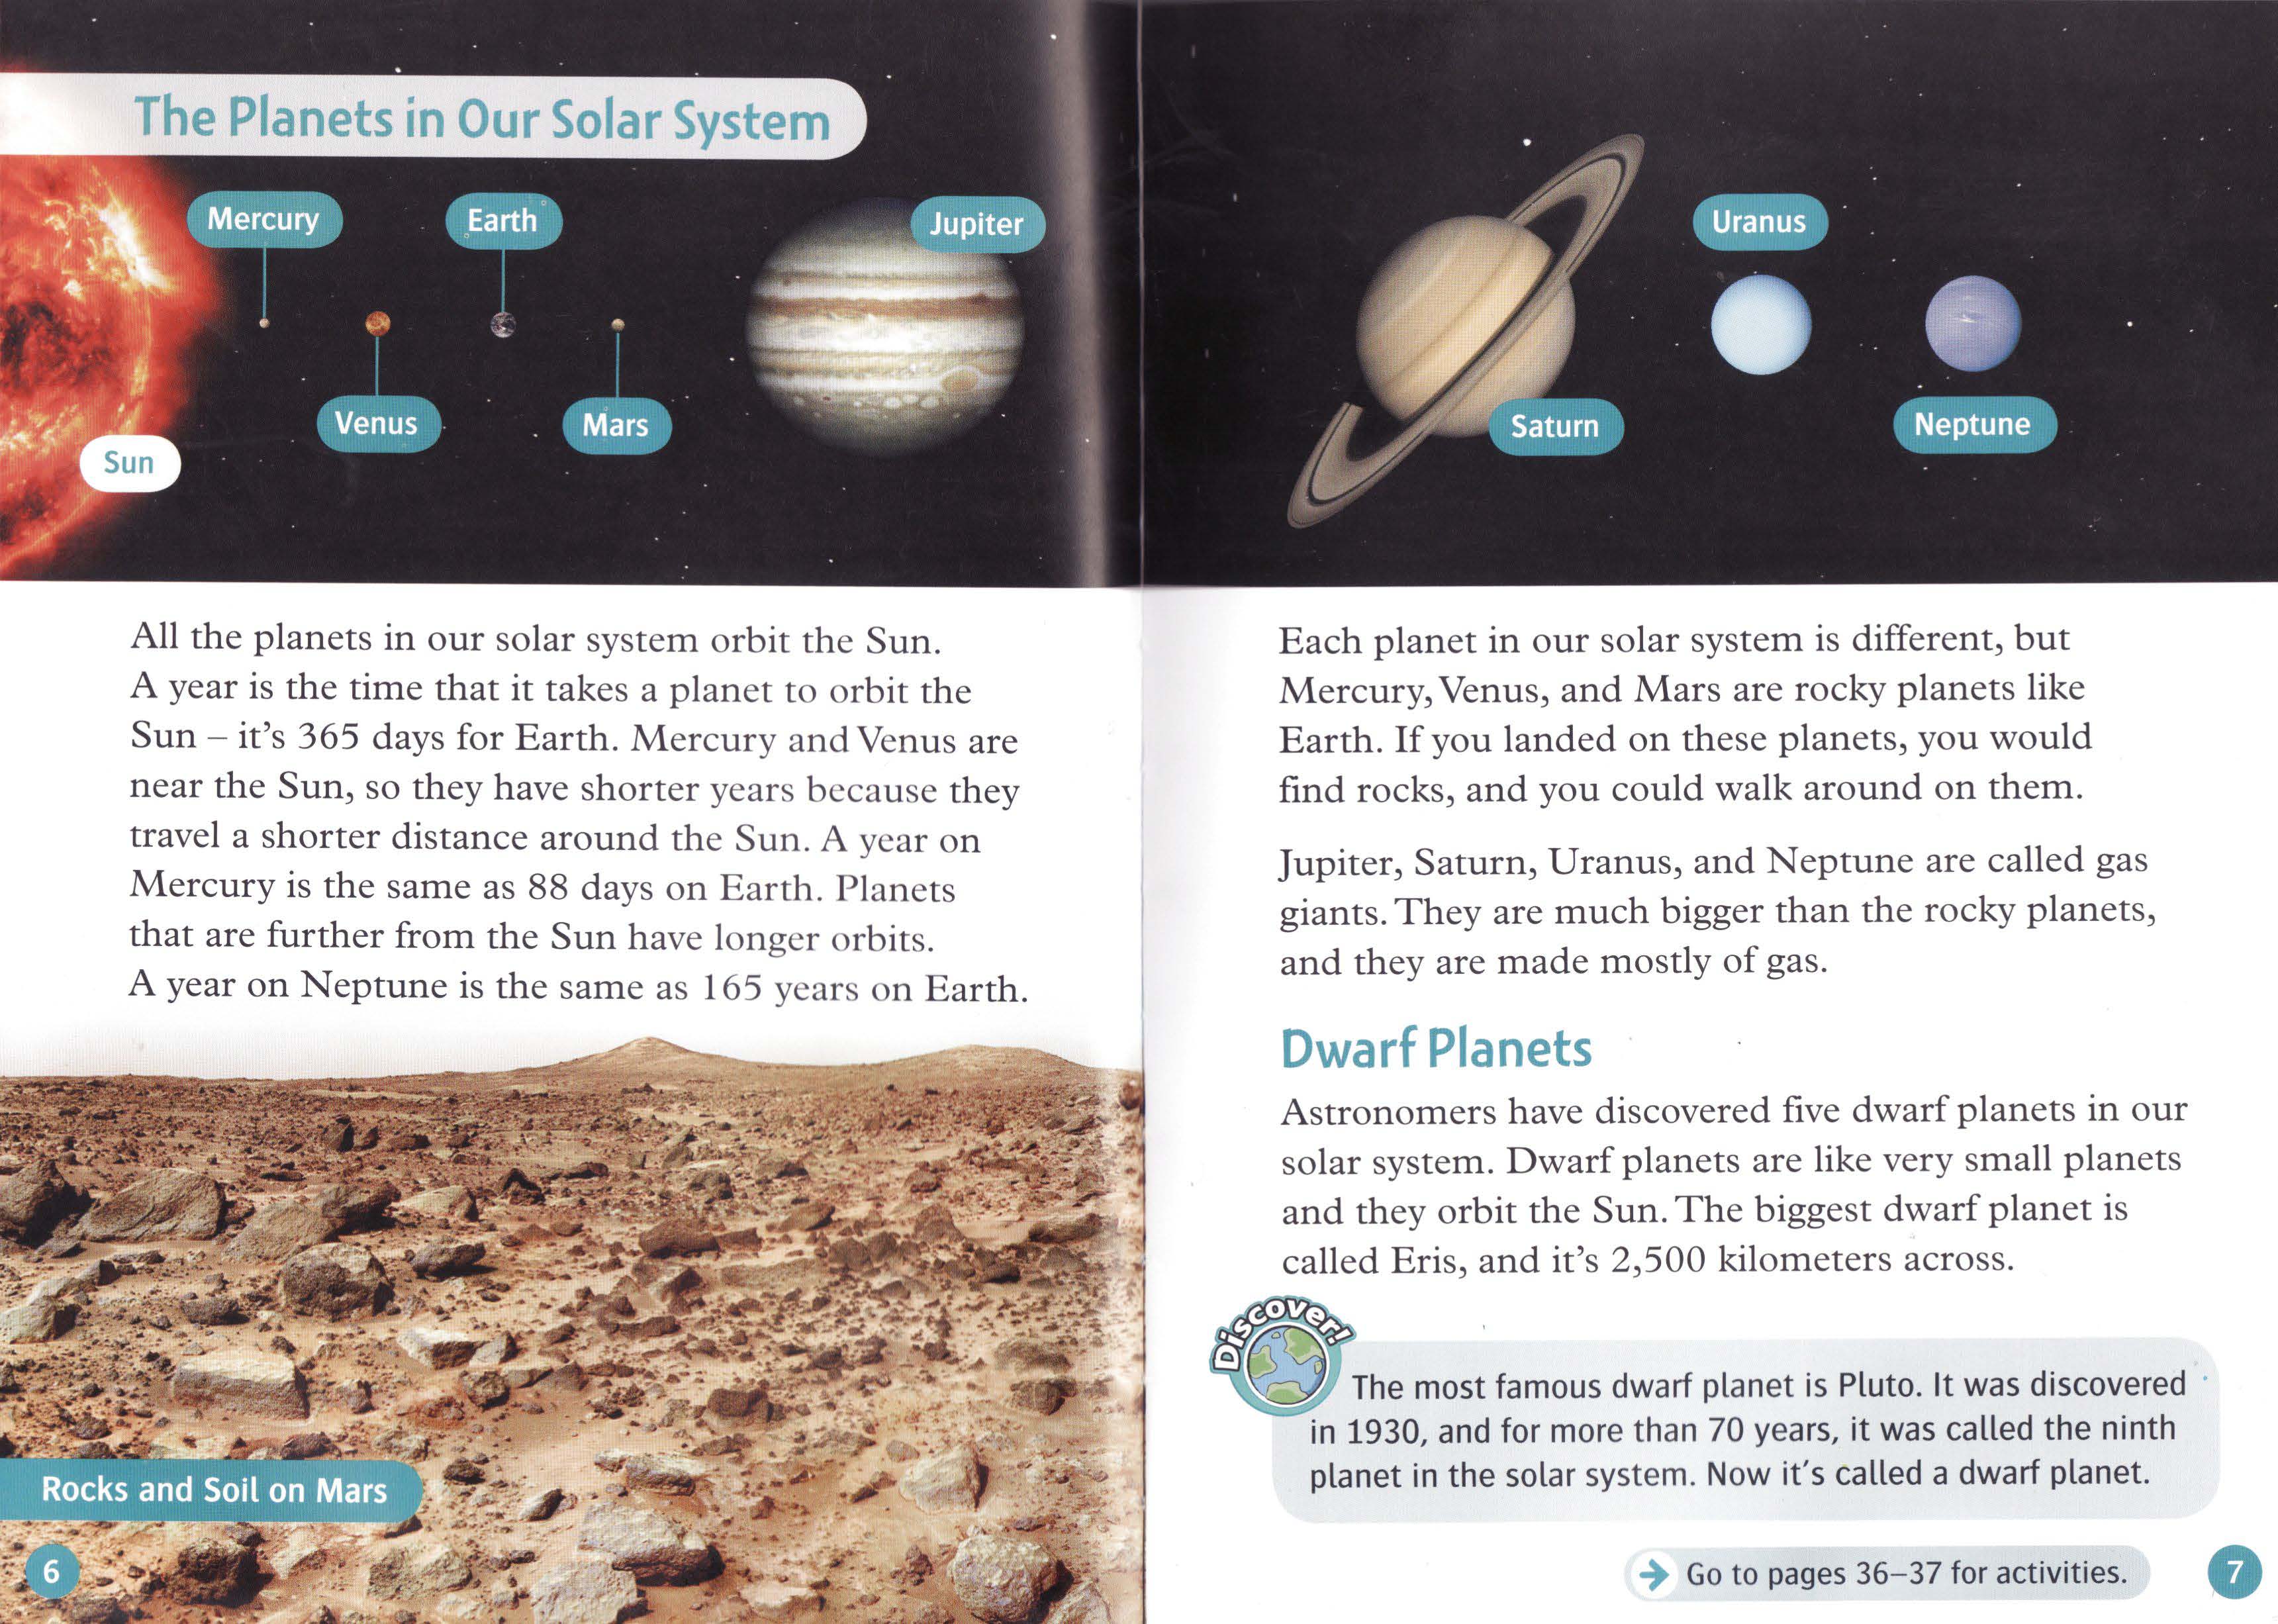 The Planets in Our Solar System
Mercury
Earth
Jupiter
Venus
Mars
Sun
Uranus
Saturn
Neptune
All the planets in our solar system orbit the Sun.
A year is the time that it takes a planet to orbit the
Sun – it's 365 days for Earth. Mercury and Venus are
near the Sun, so they have shorter years because they
travel a shorter distance around the Sun. A year on
Mercury is the same as 88 days on Earth. Planets
that are further from the Sun have longer orbits.
A year on Neptune is the same as 165 years on Earth.
Rocks and Soil on Mars
6
Each planet in our solar system is different, but
Mercury, Venus, and Mars are rocky planets like
Earth. If you landed on these planets, you would
find rocks, and you could walk around on them.
Jupiter, Saturn, Uranus, and Neptune are called gas
giants. They are much bigger than the rocky planets,
and they are made mostly of gas.
Dwarf Planets
Astronomers have discovered five dwarf planets in our
solar system. Dwarf planets are like very small planets
and they orbit the Sun. The biggest dwarf planet is
called Eris, and it's 2,500 kilometers across.
Discover!
The most famous dwarf planet is Pluto. It was discovered
in 1930, and for more than 70 years, it was called the ninth
planet in the solar system. Now it's called a dwarf planet.
Go to pages 36–37 for activities.
7